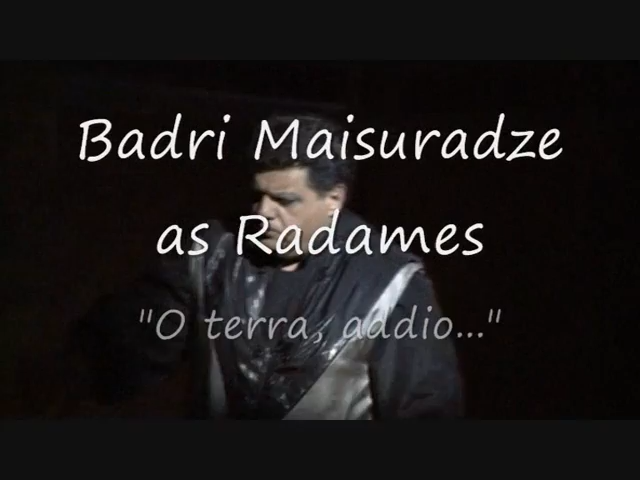 Badri Maisuradze
as Radames
"O terra, addio..."